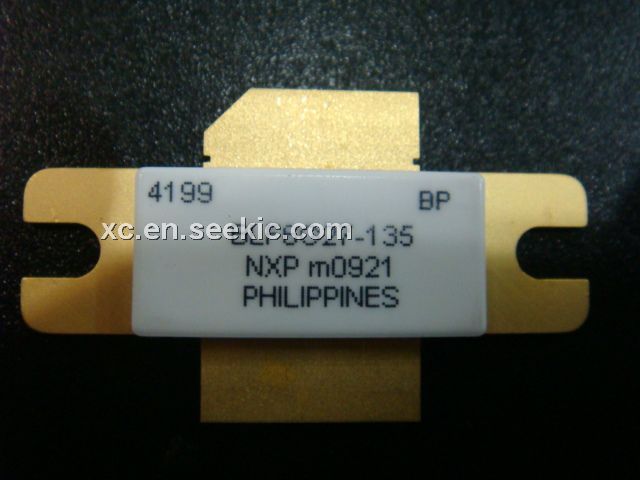 4199 BP
xc.en.seekic.com
NXP m0921
PHILIPPINES